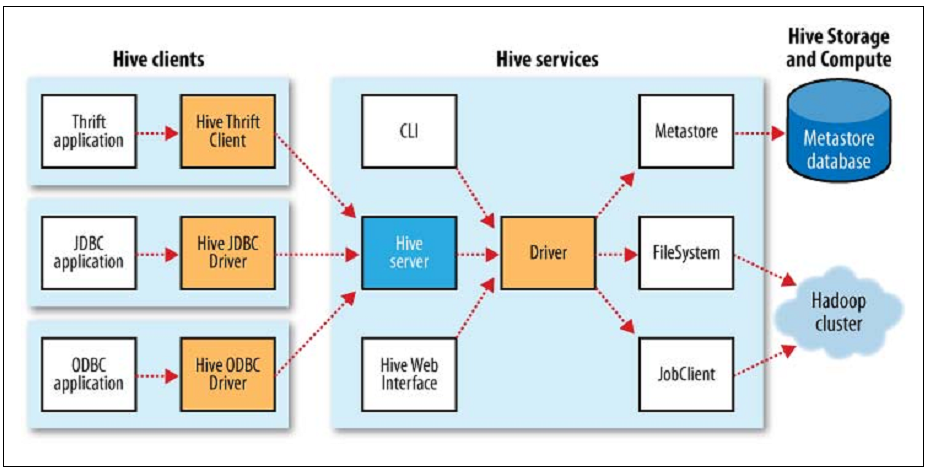 Hive clients
Hive services
Hive Storage
and Compute
Thrift
application
Hive Thrift
Client
JDBC
application
Hive JDBC
Driver
ODBC
application
Hive ODBC
Driver
CLI
Hive
server
Hive Web
Interface
Driver
Metastore
FileSystem
JobClient
Metastore
database
Hadoop
cluster